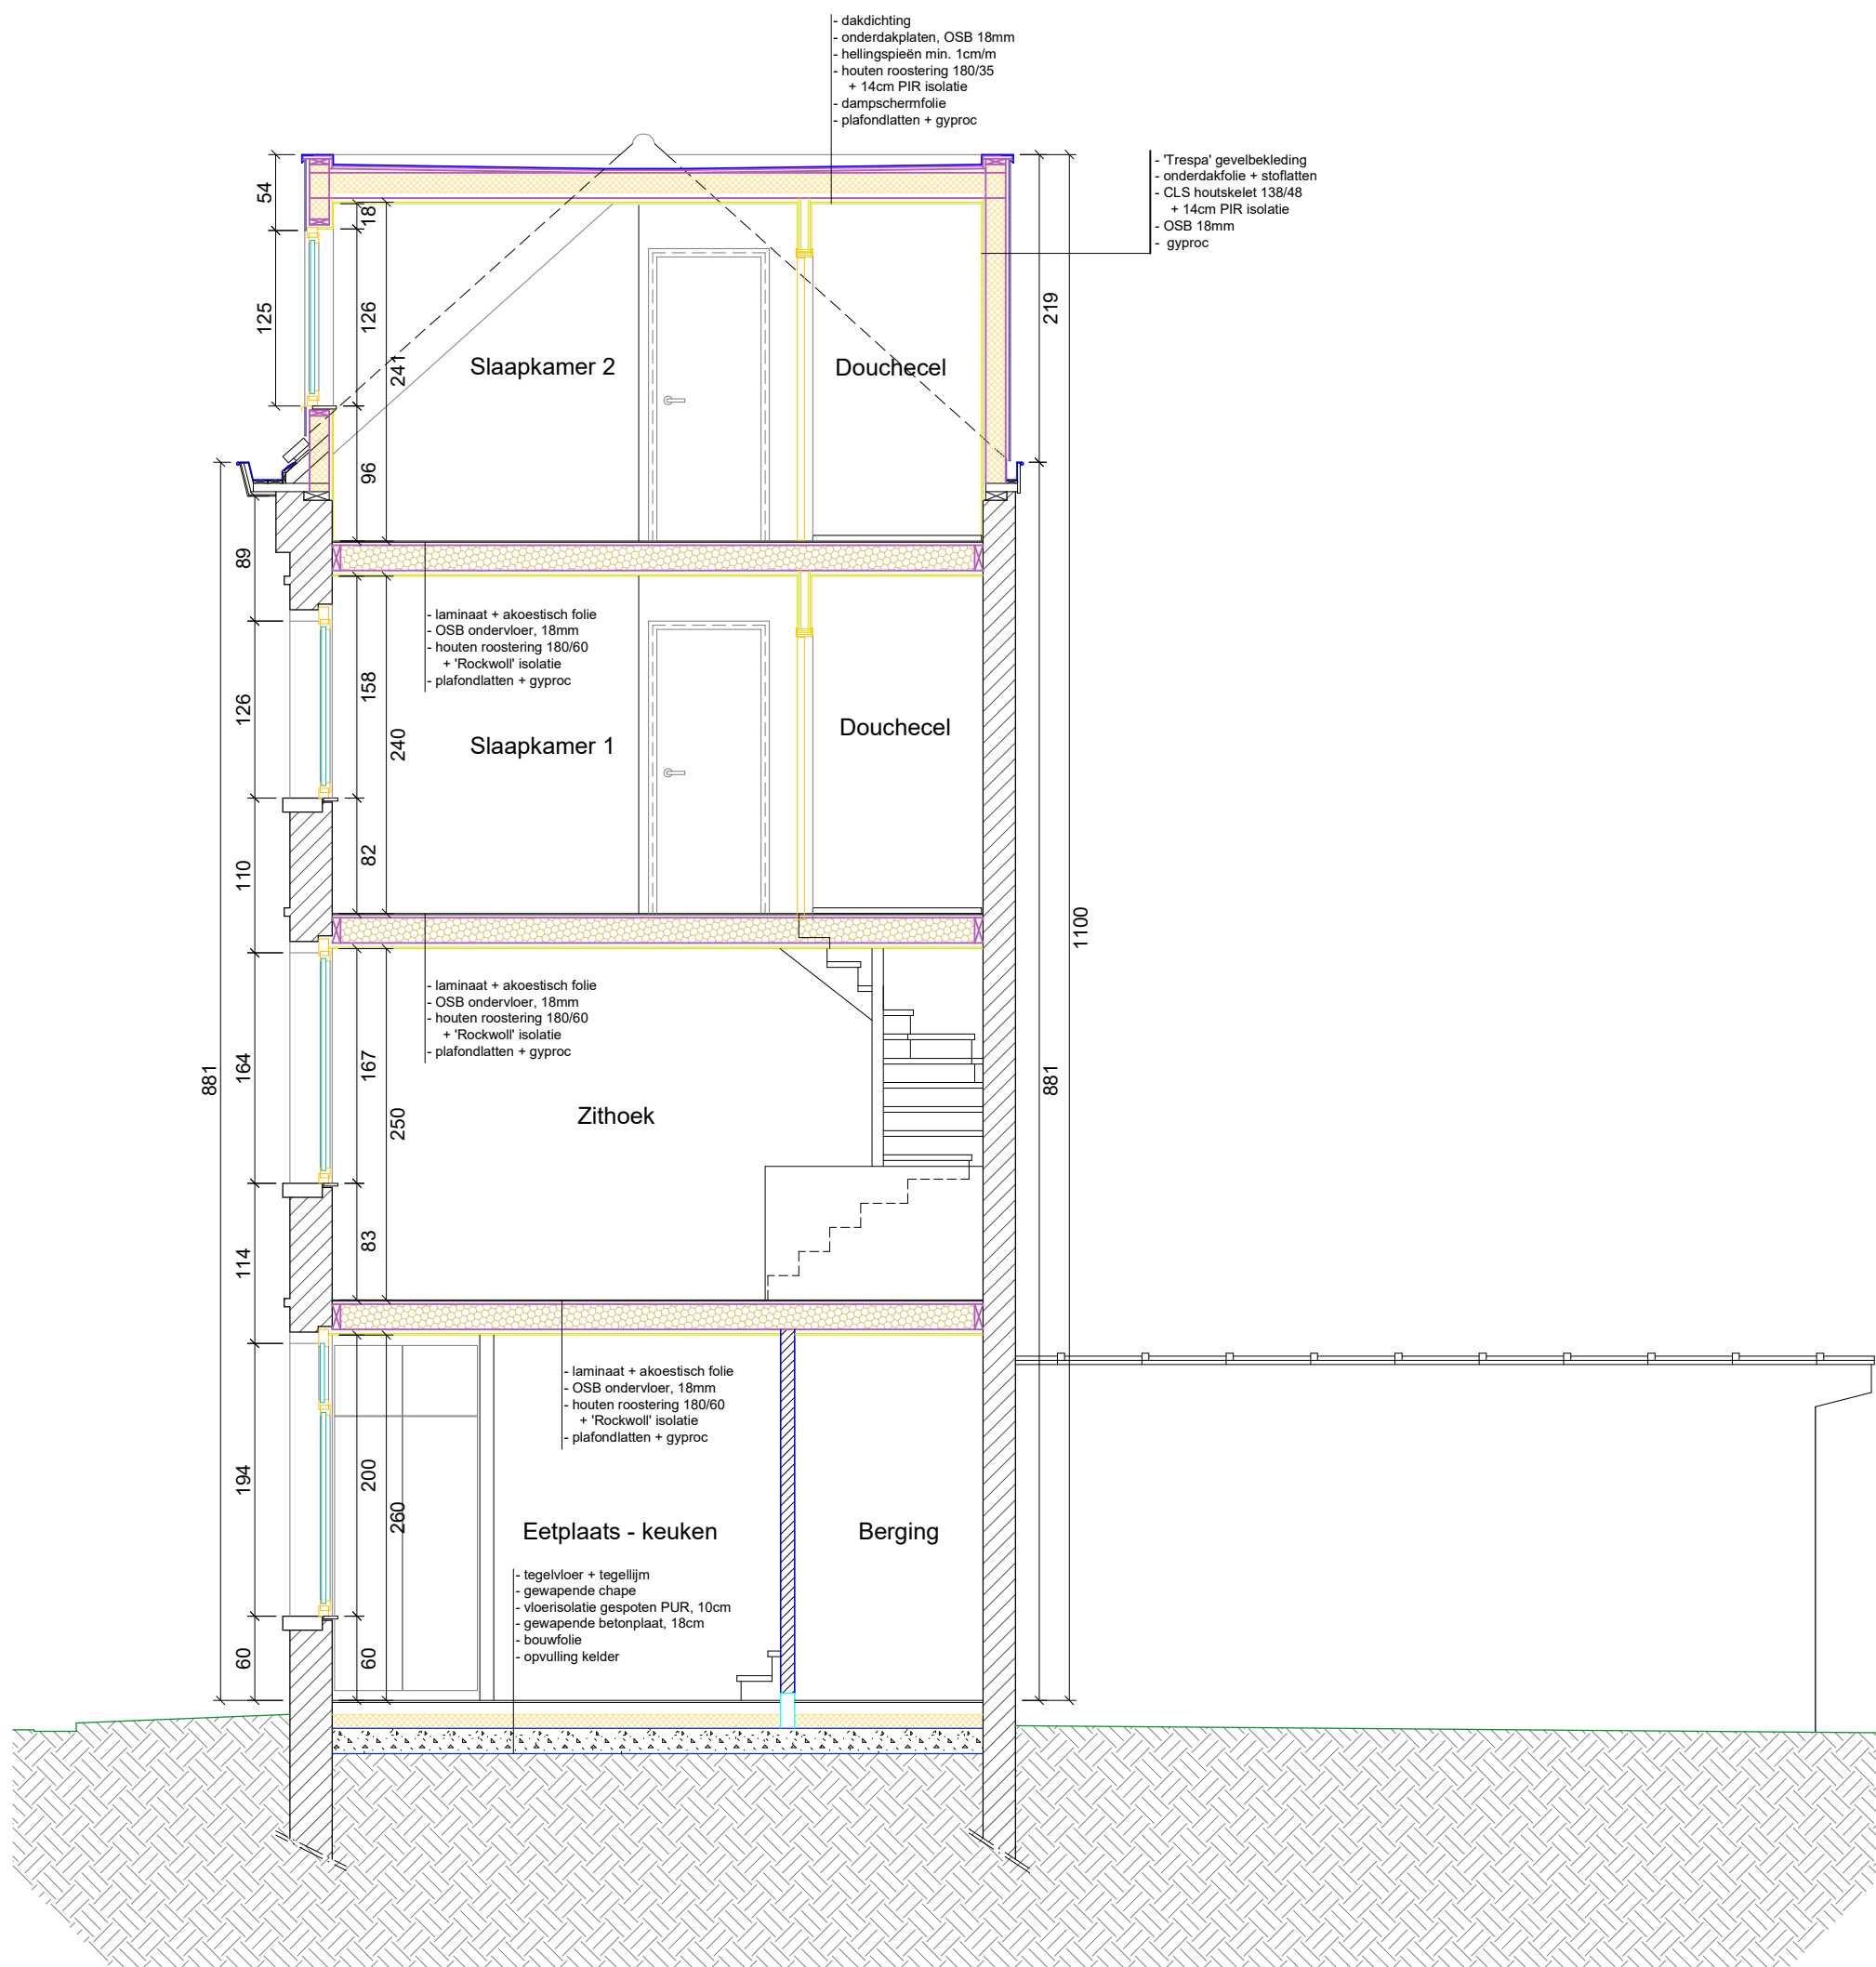 - dakdichting
- onderdakplaten, OSB 18mm
- hellingspieën min. 1cm/m
- houten roostering 180/35
+ 14cm PIR isolatie
- dampschermfolie
- plafondlatten + gyproc
- 'Trespa' gevelbekleding
- onderdakfolie + stoflatten
- CLS houtskelet 138/48
+ 14cm PIR isolatie
- OSB 18mm
- gyproc
54
18
125
126
241
219
Slaapkamer 2
Douchecel
96
89
- laminaat + akoestisch folie
- OSB ondervloer, 18mm
- houten roostering 180/60
+ 'Rockwoll' isolatie
- plafondlatten + gyproc
126
158
240
Slaapkamer 1
Douchecel
110
82
1100
- laminaat + akoestisch folie
- OSB ondervloer, 18mm
- houten roostering 180/60
+ 'Rockwoll' isolatie
- plafondlatten + gyproc
881
164
167
250
881
Zithoek
114
83
- laminaat + akoestisch folie
- OSB ondervloer, 18mm
- houten roostering 180/60
+ 'Rockwoll' isolatie
- plafondlatten + gyproc
194
200
260
Eetplaats - keuken
Berging
- tegelvloer + tegellijm
- gewapende chape
- vloerisolatie gespoten PUR, 10cm
- gewapende betonplaat, 18cm
- bouwfolie
- opvulling kelder
60
60